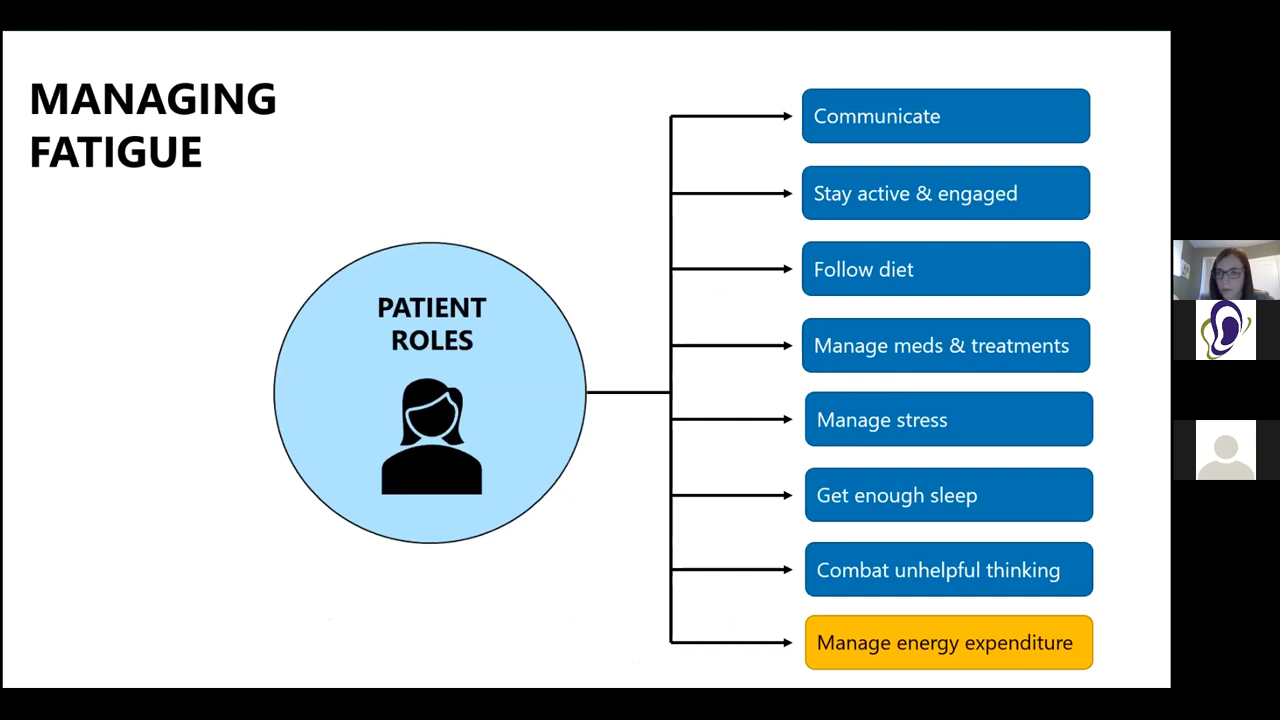 MANAGING
FATIGUE
PATIENT
ROLES
Communicate
Stay active & engaged
Follow diet
Manage meds & treatments
Manage stress
Get enough sleep
Combat unhelpful thinking
Manage energy expenditure